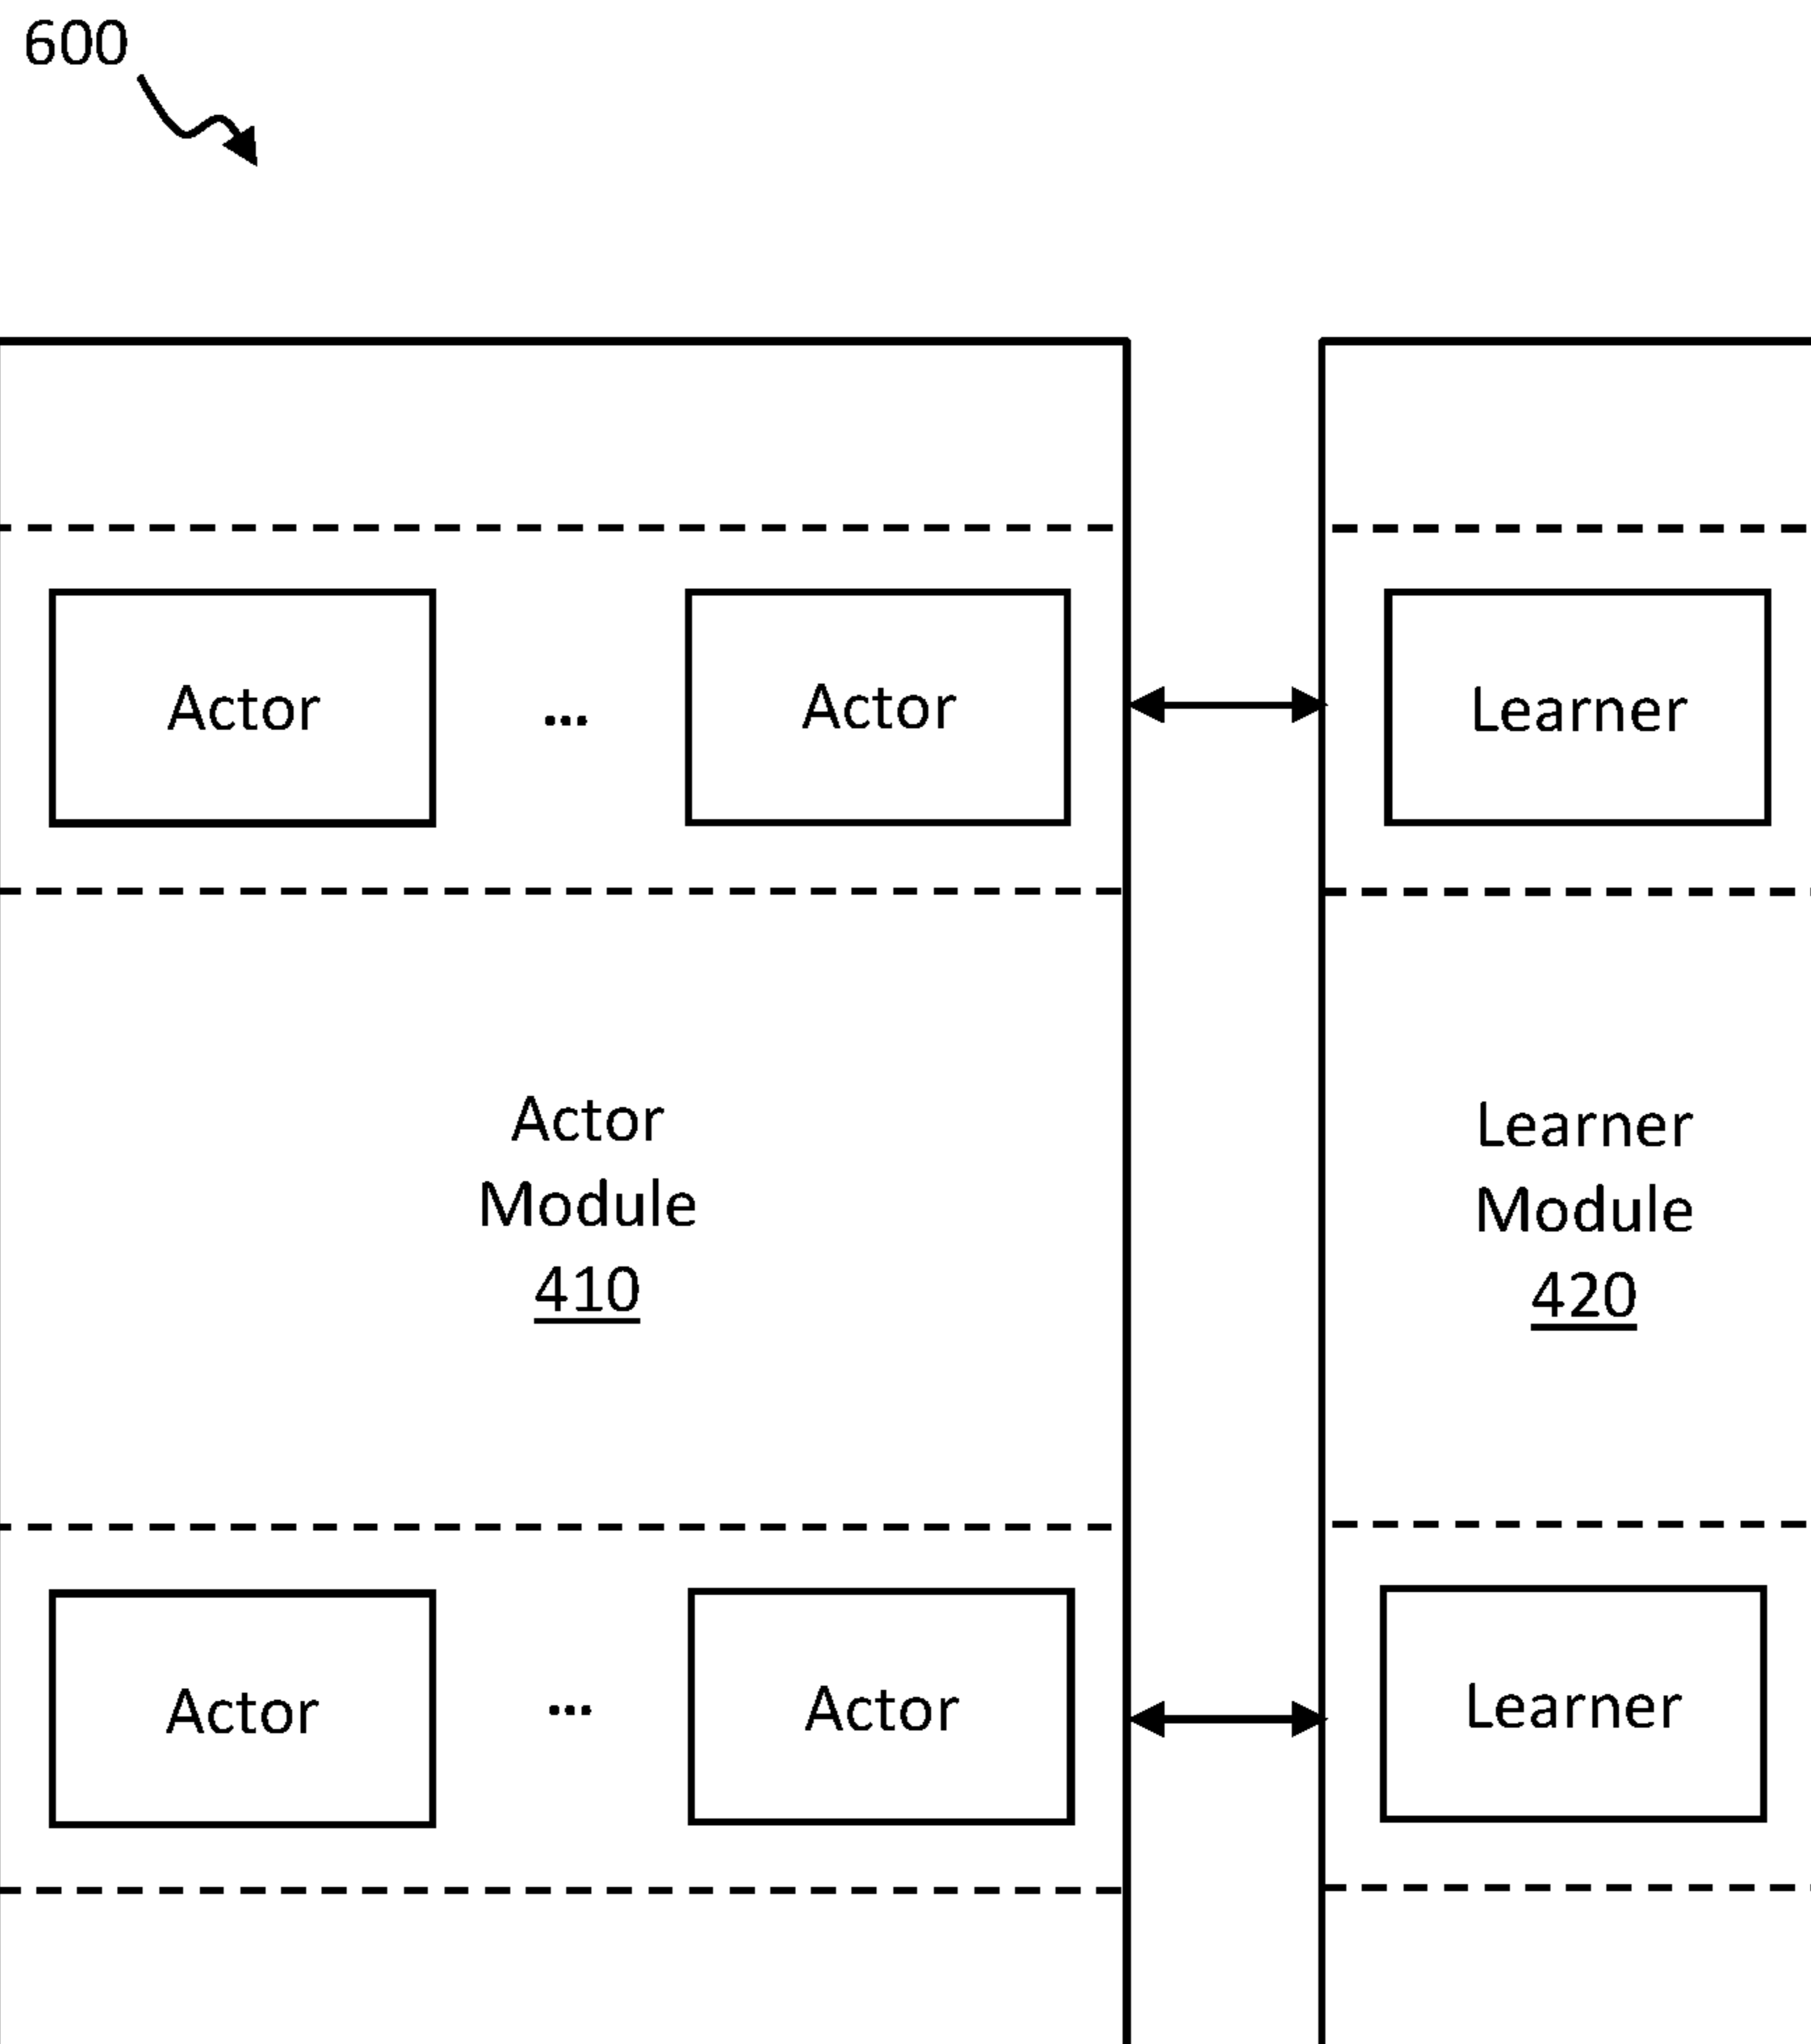 600
Actor
...
Actor
Learner
Actor
Module
410
Learner
Module
420
Actor
...
Actor
Learner